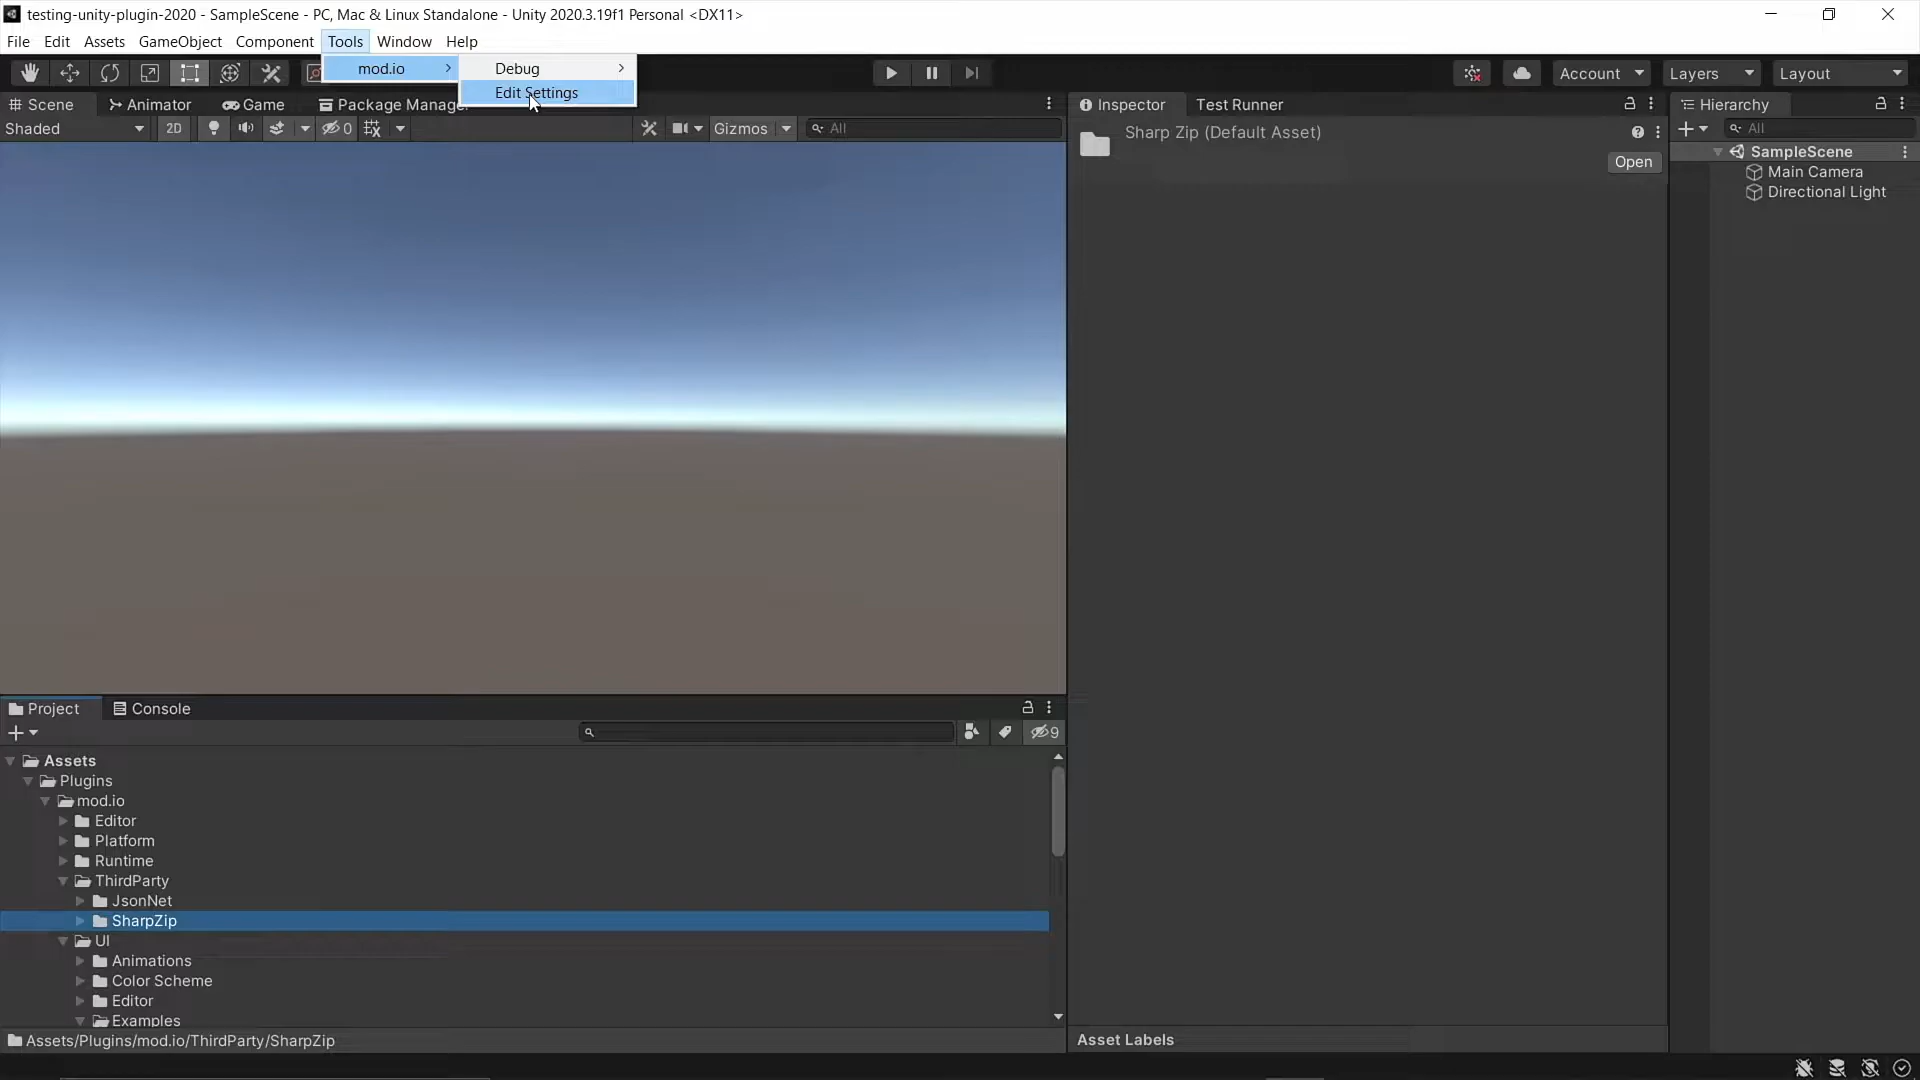 testing-unity-plugin-2020 - SampleScene - PC, Mac & Linux Standalone - Unity 2020.3.19f1 Personal <DX11>
File Edit Assets GameObject Component Tools Window Help
mod.io
Debug
Edit Settings
Account
Layers
Layout
Scene
Animator
Game
Package Manager
Shaded
2D
0
Gizmos
All
Inspector
Test Runner
Sharp Zip (Default Asset)
Open
Hierarchy
All
SampleScene
Main Camera
Directional Light
Project
Console
9
Assets
Plugins
mod.io
Editor
Platform
Runtime
ThirdParty
JsonNet
SharpZip
UI
Animations
Color Scheme
Editor
Examples
Assets/Plugins/mod.io/ThirdParty/SharpZip
Asset Labels